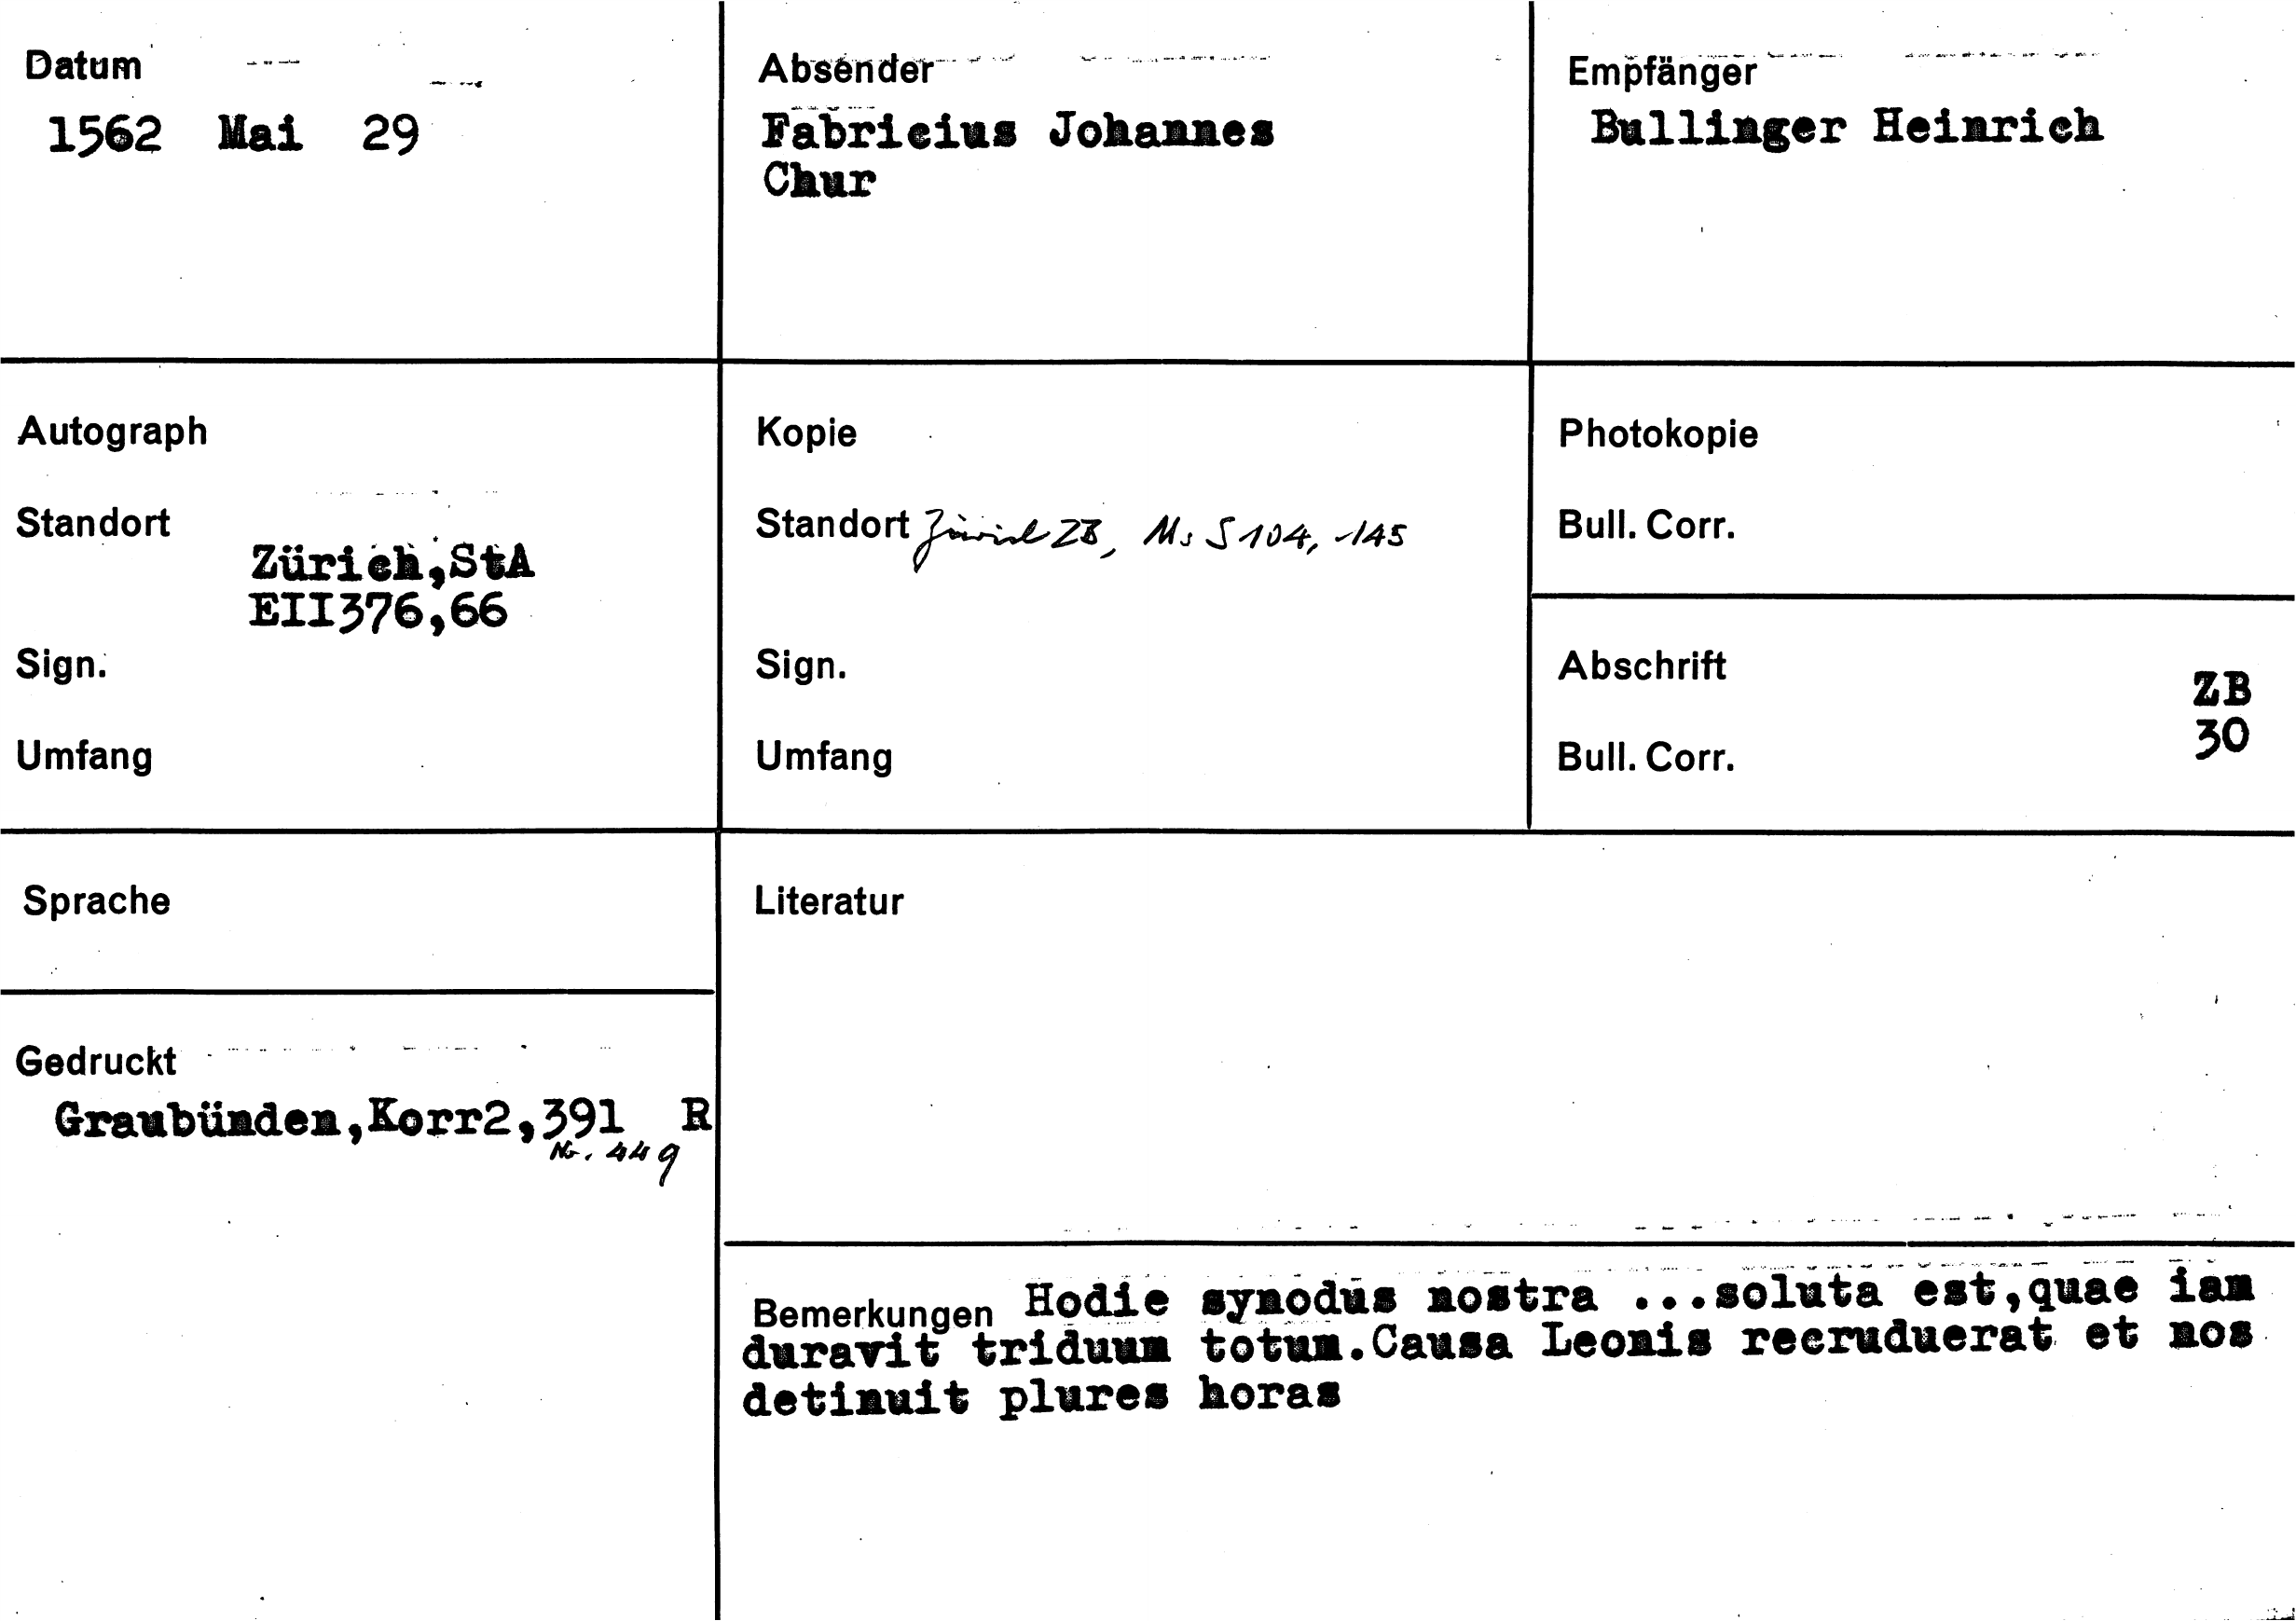 Datum
1562 Mai 29
Absender
Fabricius Johannes
Chur
Empfänger
Bullinger Heinrich
Autograph
Standort
Zürich,StA
EII376,66
Sign.
Umfang
Kopie
Standort Zürich ZB, Ms S 104, 145
Sign.
Umfang
Photokopie
Bull. Corr.
Abschrift
ZB
30
Bull. Corr.
Sprache
Gedruckt
Graubünden,Korr2,391 R
Nr. 449
Literatur
Bemerkungen Hodie synodus nostra ...soluta est,quae iam
duravit triduum totum.Causa Leonis recruduerat et nos
detinuit plures horas